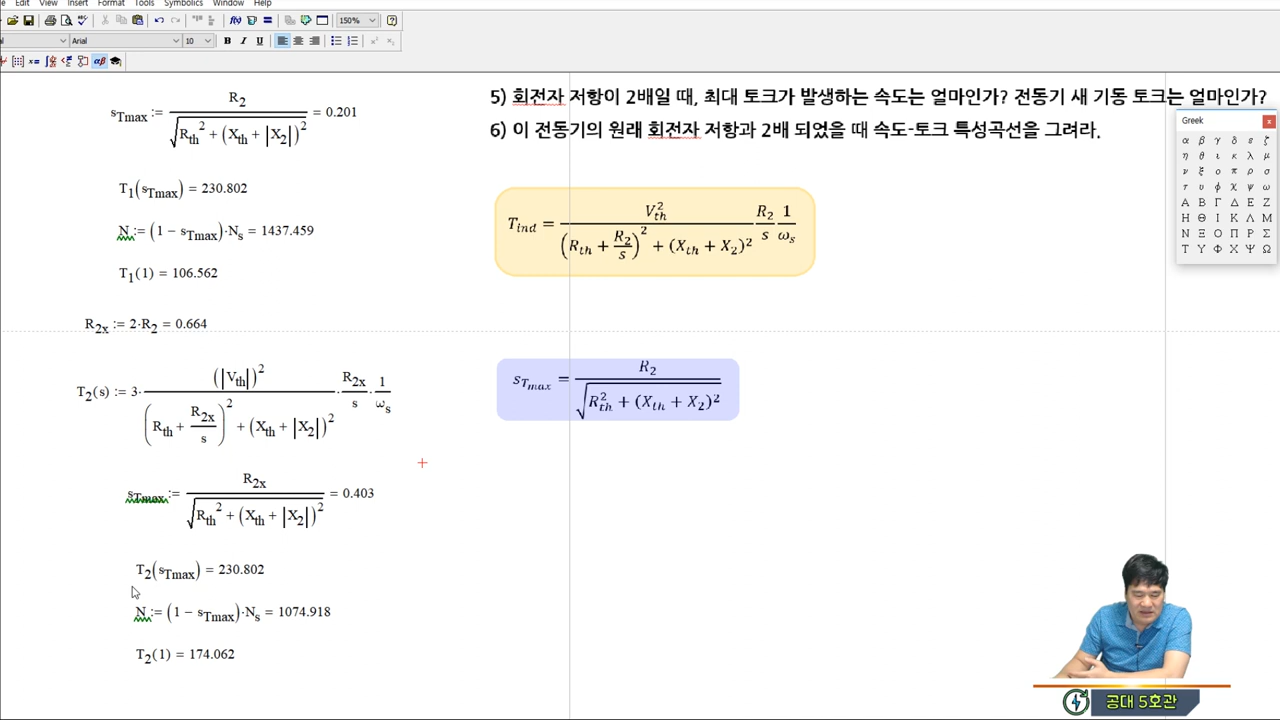 Edit View Insert Format Tools Symbolics Window Help
150%
Arial 10 B I U
s_Tmax := R_2 / √(R_th^2 + (X_th + |X_2|)^2) = 0.201
T_1(s_Tmax) = 230.802
N := (1 − s_Tmax)·N_s = 1437.459
T_1(1) = 106.562
R_2x := 2·R_2 = 0.664
T_2(s) := 3· (|V_th|)^2 / ((R_th + R_2x/s)^2 + (X_th + |X_2|)^2) · R_2x/s · 1/ω_s
s_Tmax := R_2x / √(R_th^2 + (X_th + |X_2|)^2) = 0.403
T_2(s_Tmax) = 230.802
N := (1 − s_Tmax)·N_s = 1074.918
T_2(1) = 174.062
5) 회전자 저항이 2배일 때, 최대 토크가 발생하는 속도는 얼마인가? 전동기 새 기동 토크는 얼마인가?
6) 이 전동기의 원래 회전자 저항과 2배 되었을 때 속도-토크 특성곡선을 그려라.
T_ind = V_th^2 / ((R_th + R_2/s)^2 + (X_th + X_2)^2) R_2/s 1/ω_s
s_Tmax = R_2 / √(R_th^2 + (X_th + X_2)^2)
Greek x
α β γ δ ε ζ
η θ ι κ λ μ
ν ξ ο π ρ σ
τ υ φ χ ψ ω
Α Β Γ Δ Ε Ζ
Η Θ Ι Κ Λ Μ
Ν Ξ Ο Π Ρ Σ
Τ Υ Φ Χ Ψ Ω
공대 5호관